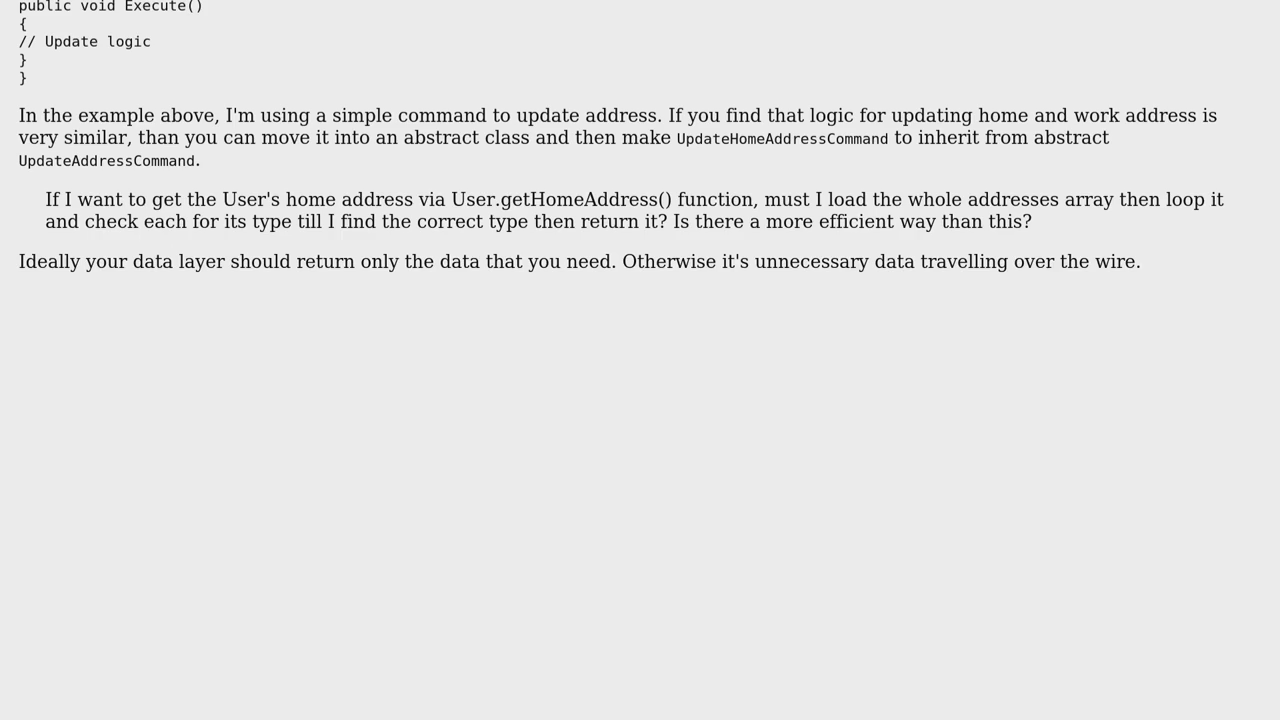 public void Execute()
{
// Update logic
}
}
In the example above, I'm using a simple command to update address. If you find that logic for updating home and work address is
very similar, than you can move it into an abstract class and then make UpdateHomeAddressCommand to inherit from abstract
UpdateAddressCommand.
If I want to get the User's home address via User.getHomeAddress() function, must I load the whole addresses array then loop it
and check each for its type till I find the correct type then return it? Is there a more efficient way than this?
Ideally your data layer should return only the data that you need. Otherwise it's unnecessary data travelling over the wire.